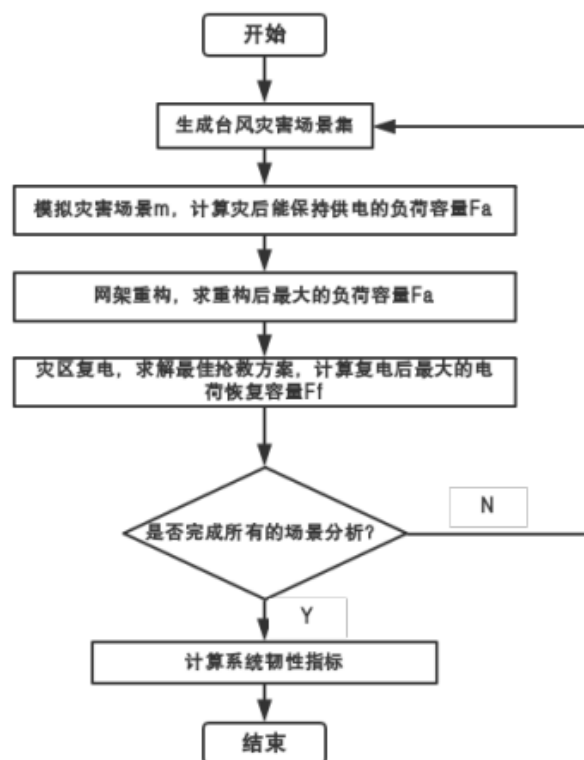 开始
生成台风灾害场景集
模拟灾害场景m，计算灾后能保持供电的负荷容量Fa
网架重构，求重构后最大的负荷容量Fa
灾区复电，求解最佳抢救方案，计算复电后最大的电
荷恢复容量Ff
是否完成所有的场景分析？
N
Y
计算系统韧性指标
结束